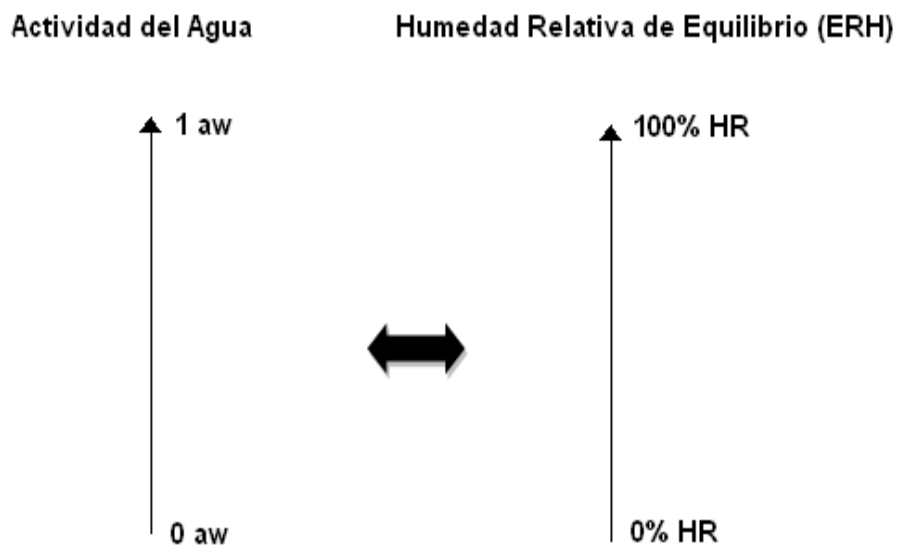 Actividad del Agua
Humedad Relativa de Equilibrio (ERH)
1 aw
100% HR
0 aw
0% HR